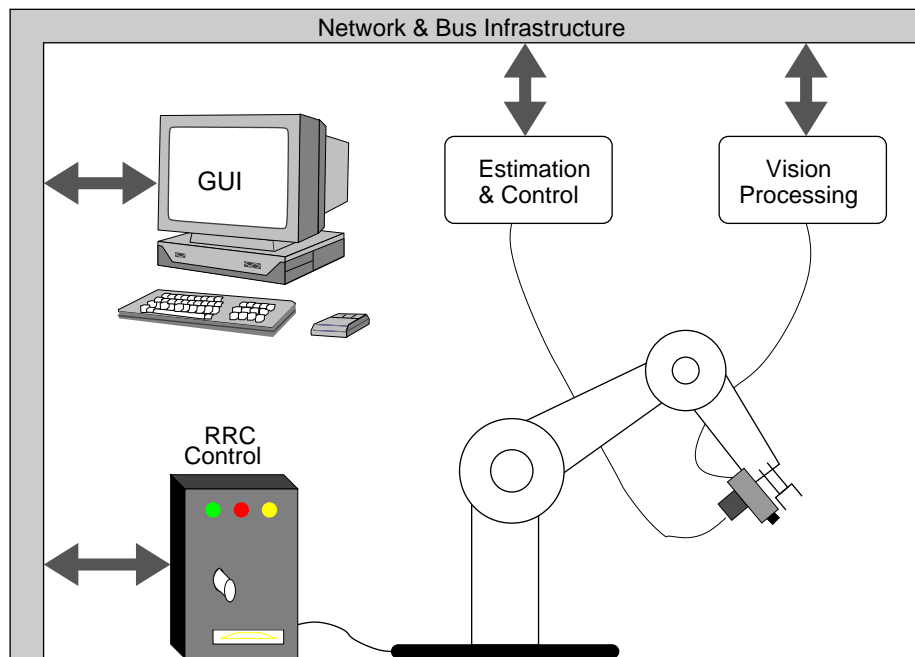 Network & Bus Infrastructure
GUI
Estimation
& Control
Vision
Processing
RRC
Control